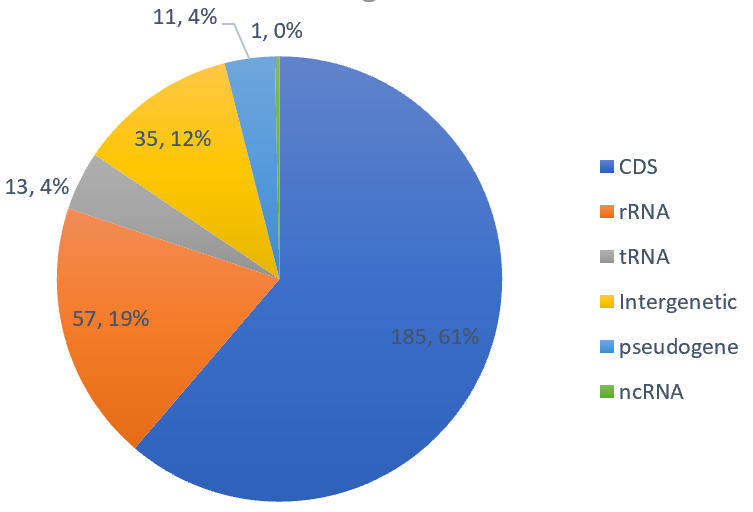 11, 4%
1, 0%
35, 12%
13, 4%
57, 19%
185, 61%
CDS
rRNA
tRNA
Intergenetic
pseudogene
ncRNA